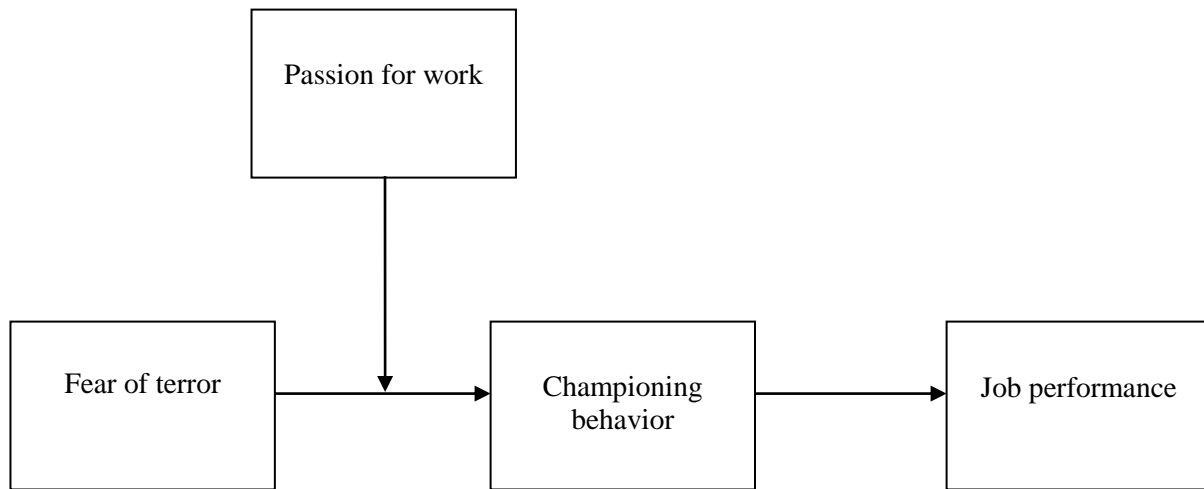 Passion for work
Fear of terror
Championing
behavior
Job performance